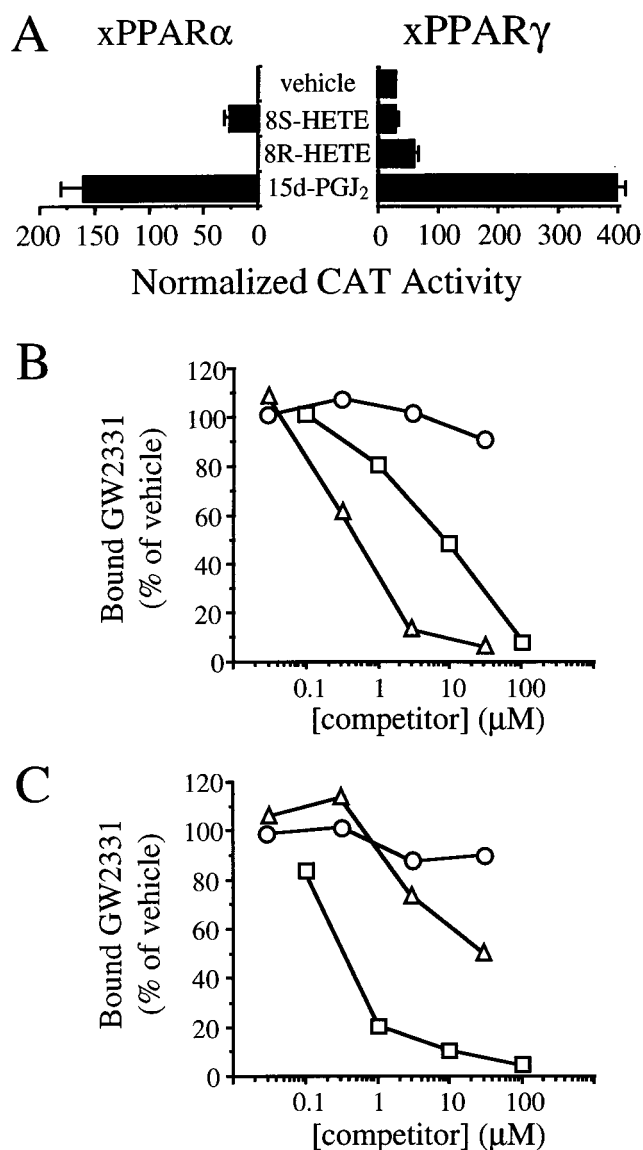 A
xPPARα xPPARγ
vehicle
8S-HETE
8R-HETE
15d-PGJ₂
200 150 100 50 0 0 100 200 300 400
Normalized CAT Activity
B
120
100
80
60
40
20
0
Bound GW2331
(% of vehicle)
0.1 1 10 100
[competitor] (μM)
C
120
100
80
60
40
20
0
Bound GW2331
(% of vehicle)
0.1 1 10 100
[competitor] (μM)